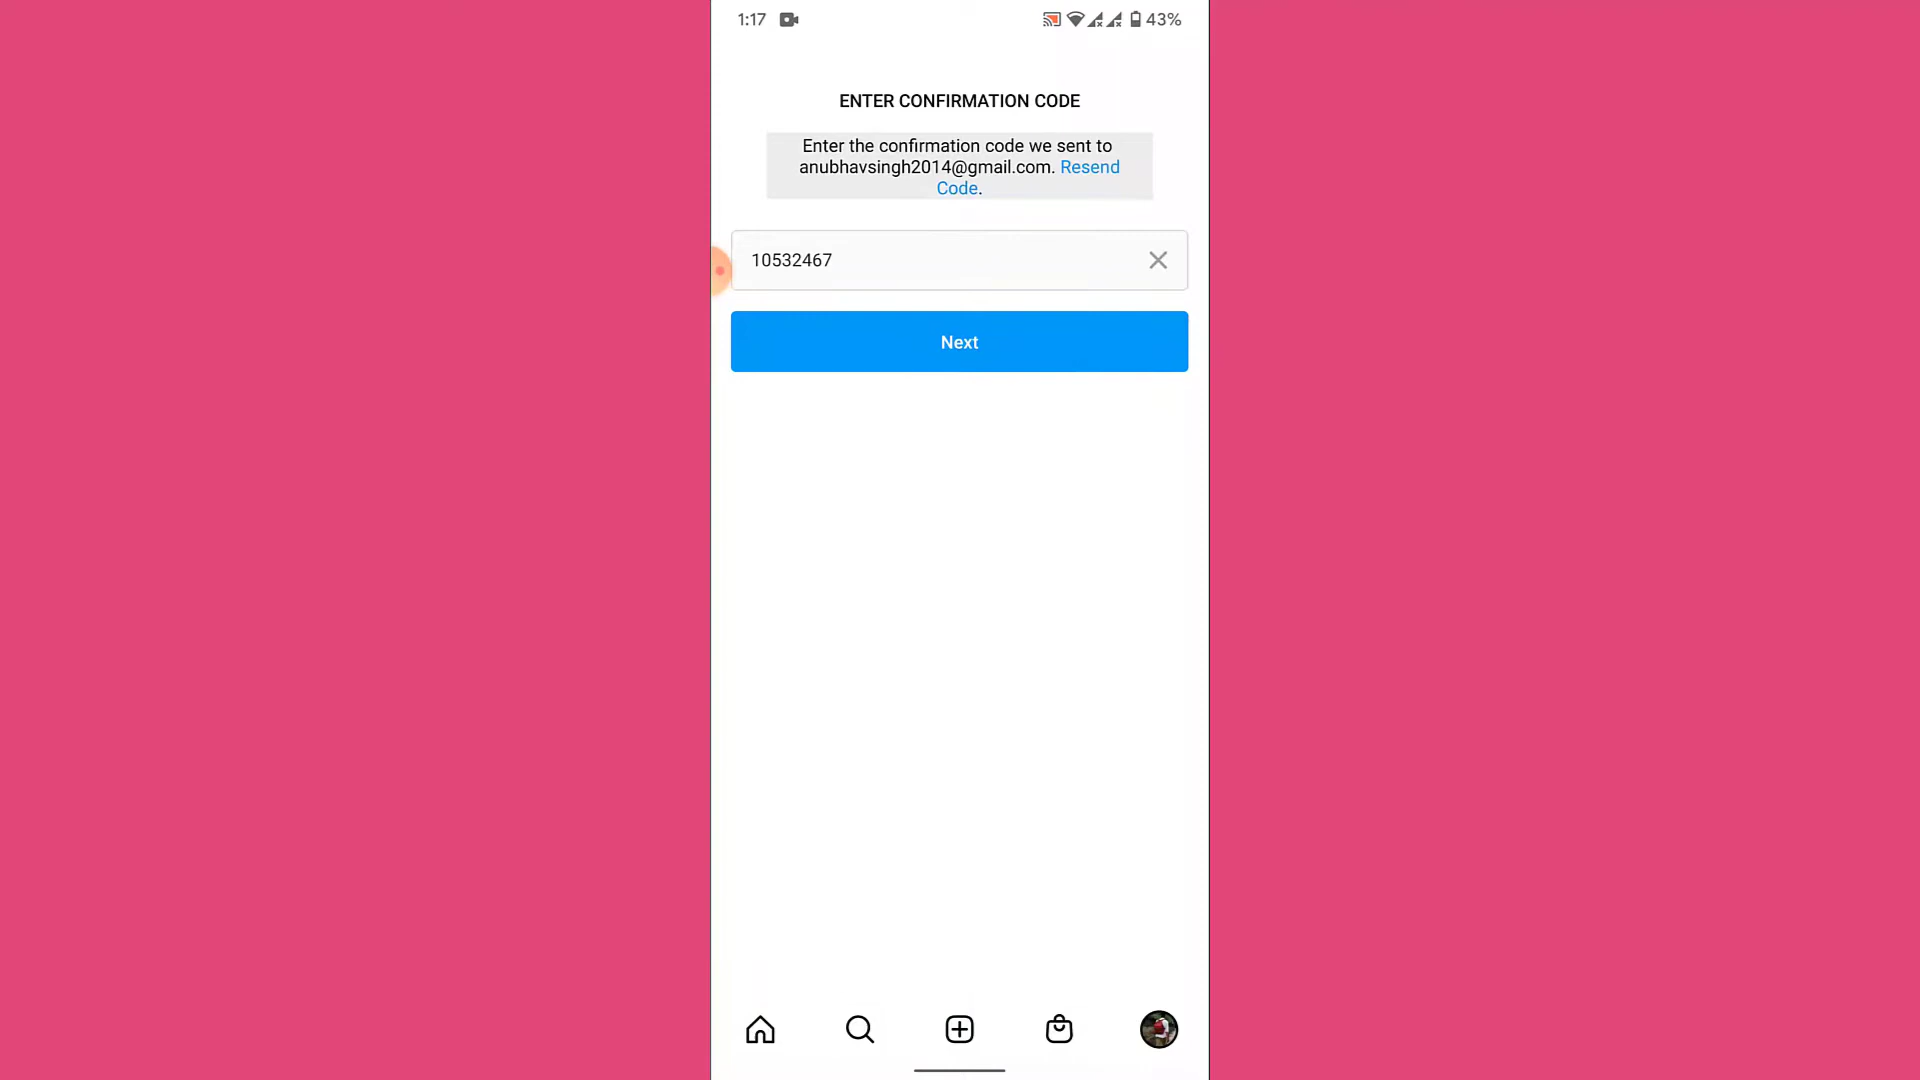 1:17
43%
ENTER CONFIRMATION CODE
Enter the confirmation code we sent to
anubhavsingh2014@gmail.com. Resend
Code.
10532467
Next